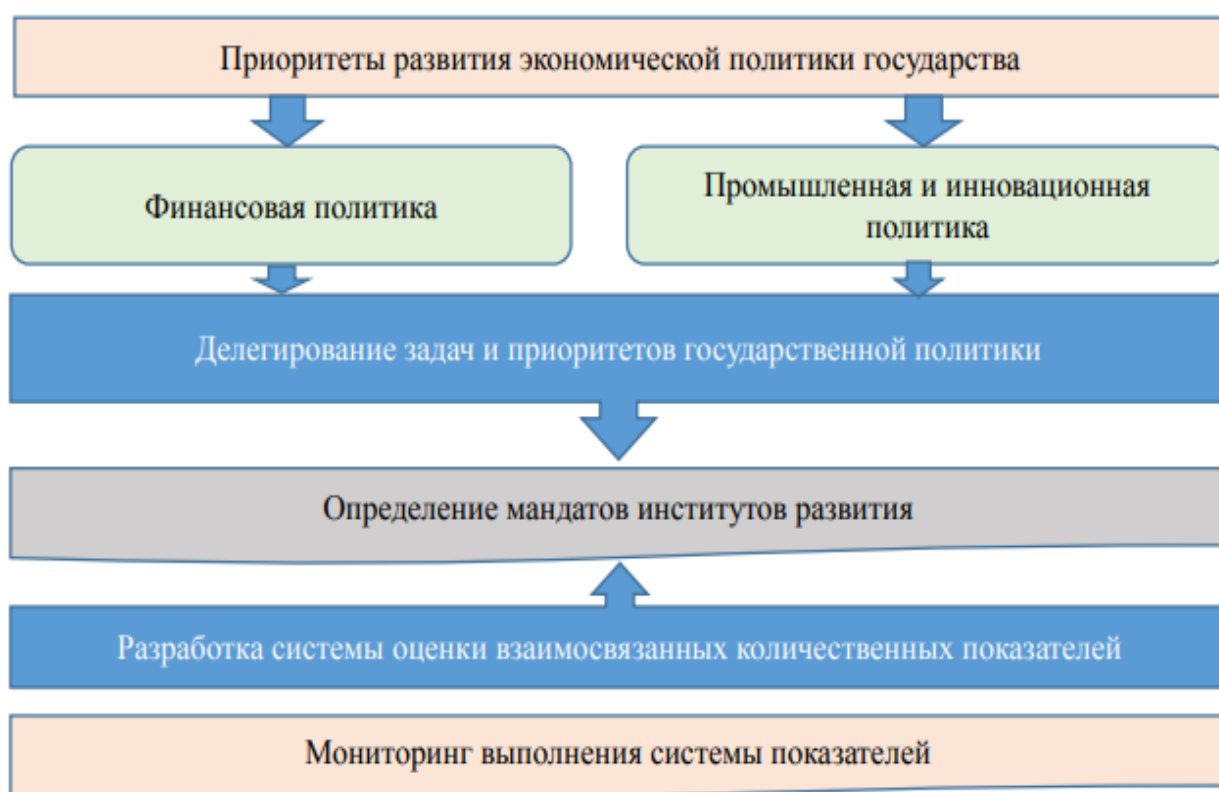 Приоритеты развития экономической политики государства
Финансовая политика
Промышленная и инновационная
политика
Делегирование задач и приоритетов государственной политики
Определение мандатов институтов развития
Разработка системы оценки взаимосвязанных количественных показателей
Мониторинг выполнения системы показателей